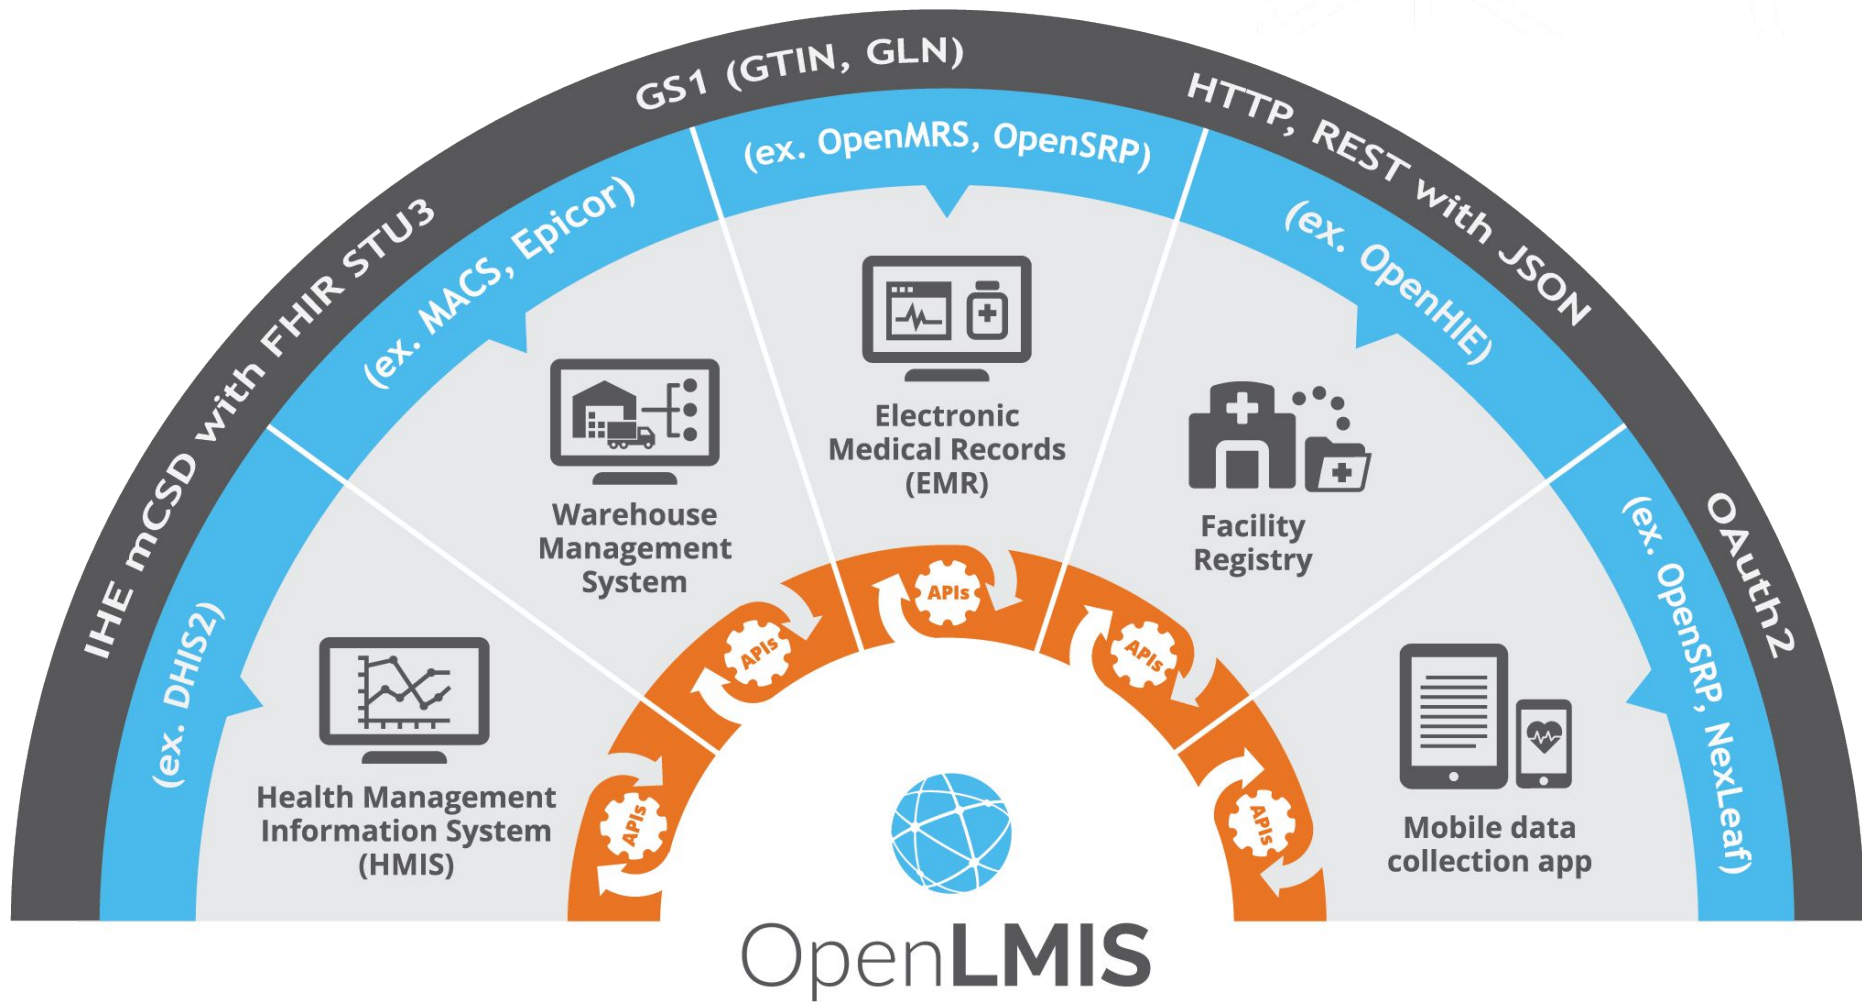 IHE mCSD with FHIR STU3
GS1 (GTIN, GLN)
HTTP, REST with JSON
OAuth2
(ex. DHIS2)
(ex. MACS, Epicor)
(ex. OpenMRS, OpenSRP)
(ex. OpenHIE)
(ex. OpenSRP, NexLeaf)
Health Management
Information System
(HMIS)
Warehouse
Management
System
Electronic
Medical Records
(EMR)
Facility
Registry
Mobile data
collection app
APIs
APIs
APIs
APIs
APIs
OpenLMIS